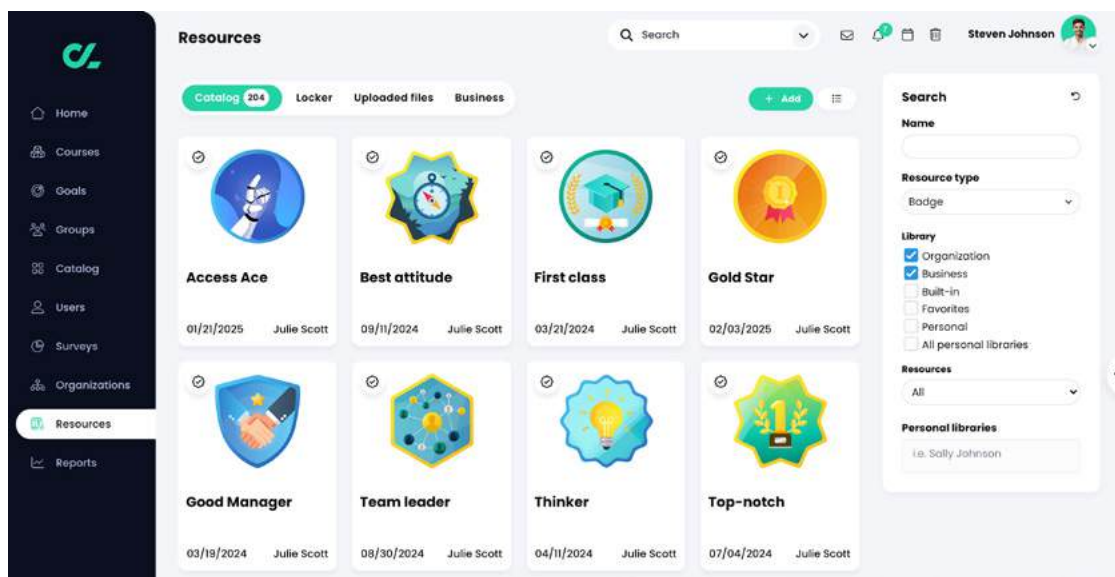 Resources
Search
7
Steven Johnson
Home
Courses
Goals
Groups
Catalog
Users
Surveys
Organizations
Resources
Reports
Catalog 204 Locker Uploaded files Business
+ Add
Access Ace
01/21/2025 Julie Scott
Best attitude
09/11/2024 Julie Scott
First class
03/21/2024 Julie Scott
Gold Star
02/03/2025 Julie Scott
Good Manager
03/19/2024 Julie Scott
Team leader
08/30/2024 Julie Scott
Thinker
04/11/2024 Julie Scott
1
Top-notch
07/04/2024 Julie Scott
Search
Name
Resource type
Badge
Library
Organization
Business
Built-in
Favorites
Personal
All personal libraries
Resources
All
Personal libraries
i.e. Sally Johnson